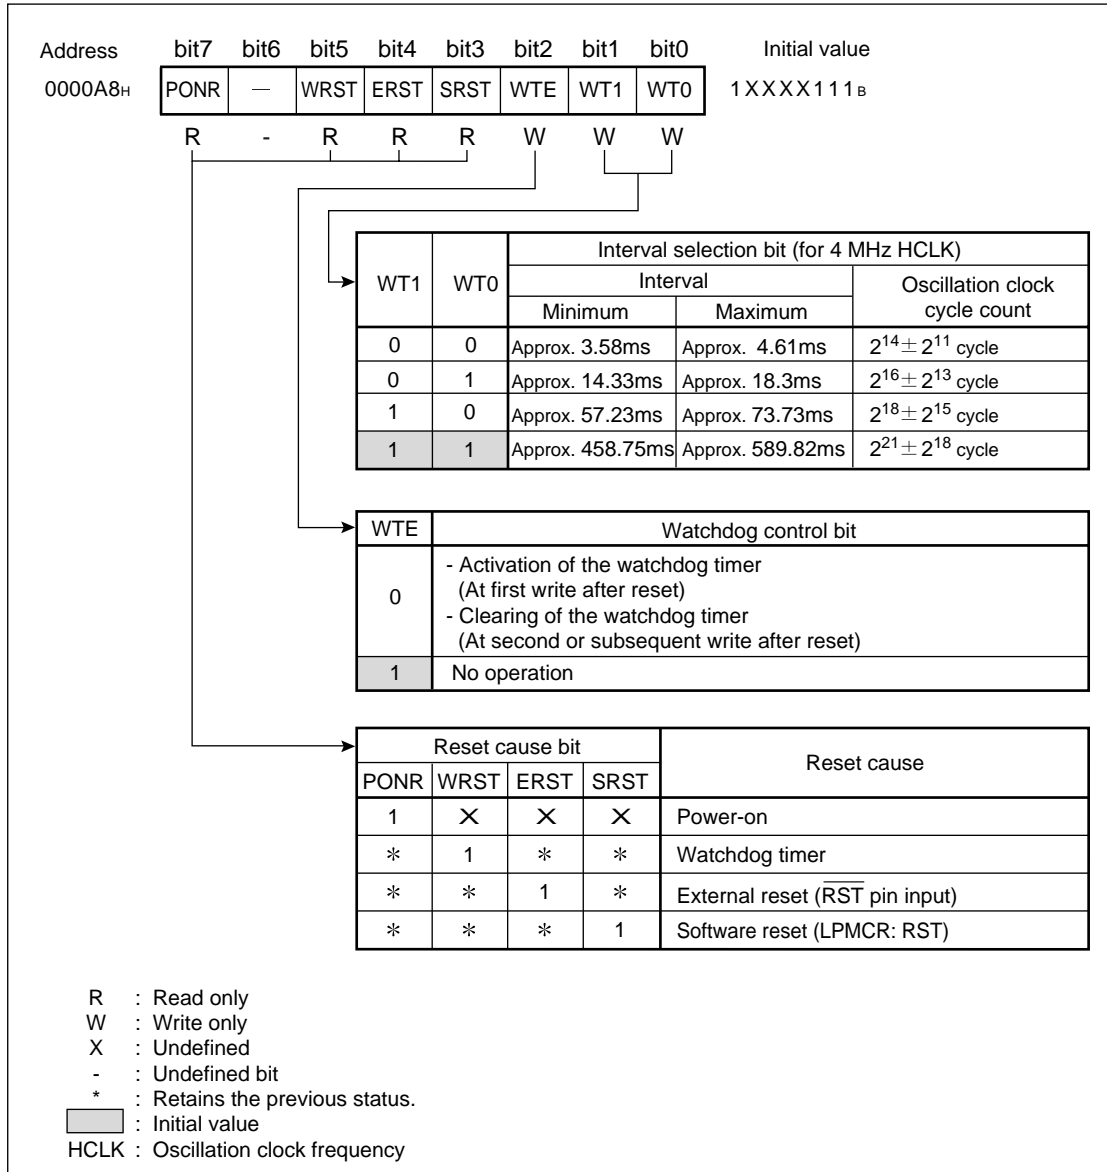 Address bit7 bit6 bit5 bit4 bit3 bit2 bit1 bit0 Initial value
0000A8H PONR — WRST ERST SRST WTE WT1 WT0 1XXXX111B
R - R R R W W W
Interval selection bit (for 4 MHz HCLK)
WT1 WT0 Interval Oscillation clock
Minimum Maximum cycle count
0 0 Approx. 3.58ms Approx. 4.61ms 2^14 ± 2^11 cycle
0 1 Approx. 14.33ms Approx. 18.3ms 2^16 ± 2^13 cycle
1 0 Approx. 57.23ms Approx. 73.73ms 2^18 ± 2^15 cycle
1 1 Approx. 458.75ms Approx. 589.82ms 2^21 ± 2^18 cycle
WTE Watchdog control bit
0
- Activation of the watchdog timer
(At first write after reset)
- Clearing of the watchdog timer
(At second or subsequent write after reset)
1 No operation
Reset cause bit Reset cause
PONR WRST ERST SRST
1 X X X Power-on
* 1 * * Watchdog timer
* * 1 * External reset (R̅S̅T̅ pin input)
* * * 1 Software reset (LPMCR: RST)
R : Read only
W : Write only
X : Undefined
- : Undefined bit
* : Retains the previous status.
: Initial value
HCLK : Oscillation clock frequency